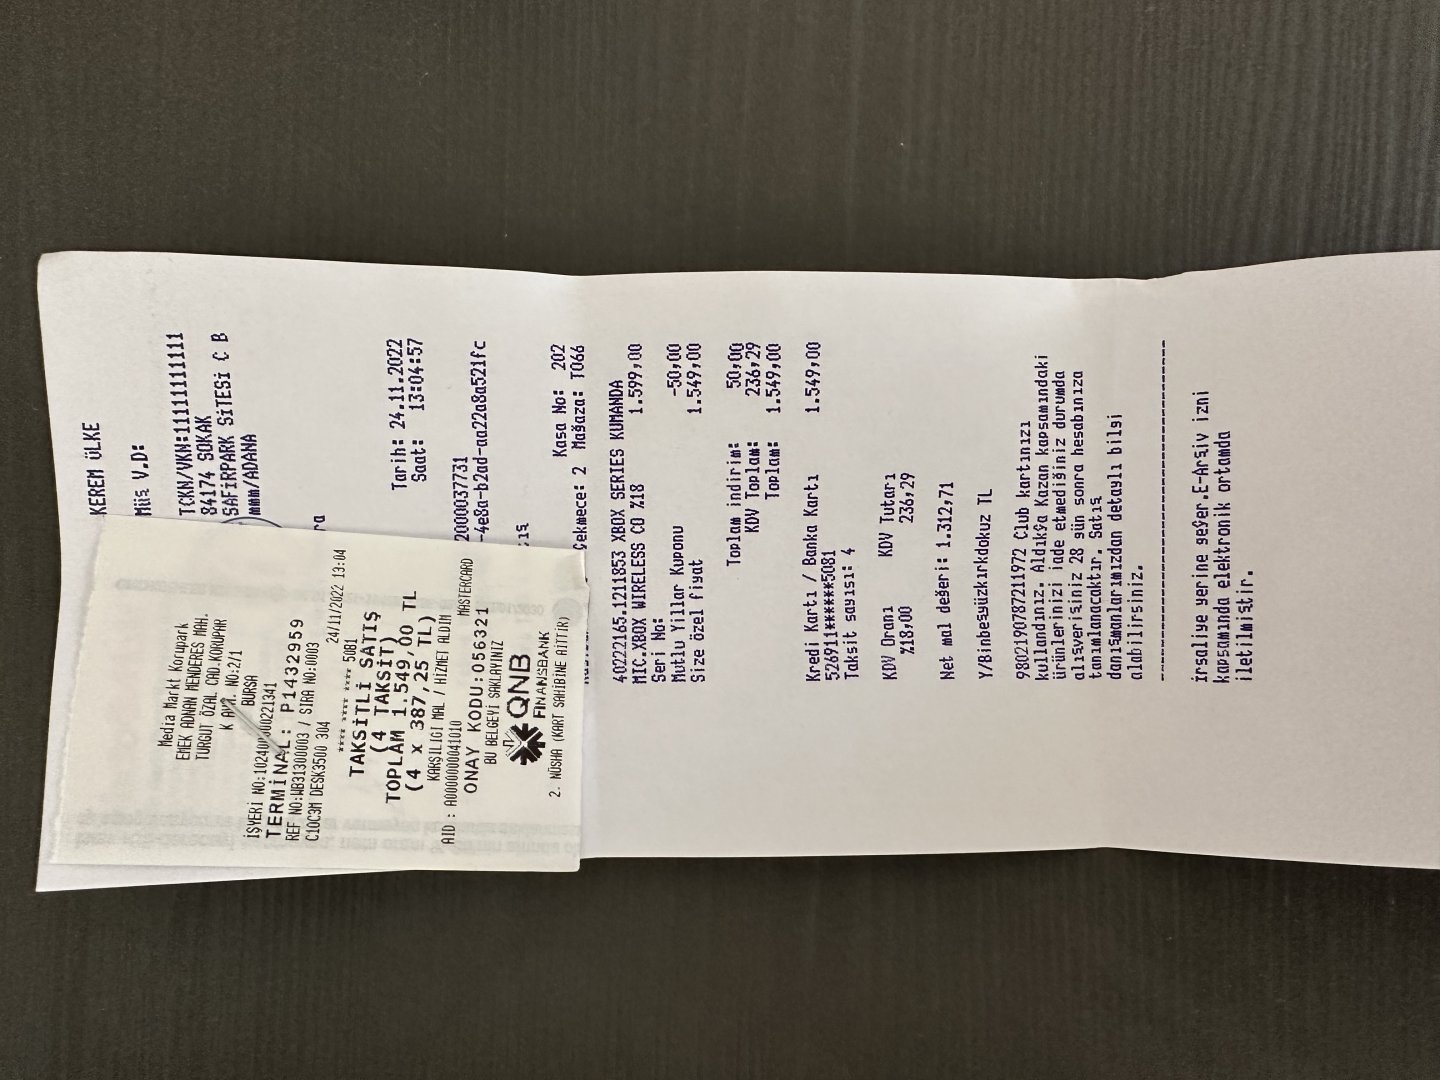 KEREM ÜLKE
Müş V.D:
TCKN/VKN:11111111111
84174 SOKAK
SAFİRPARK SİTESİ C B
mmm/ADANA
ra
Tarih: 24.11.2022
Saat: 13:04:57
20000037731
-4e8a-b2ad-aa22a8a521fc
Kasa No: 202
Çekmece: 2 Mağaza: T066
40222165.1211853 XBOX SERIES KUMANDA
MIC.XBOX WIRELESS CO %18 1.599,00
Seri No:
Mutlu Yıllar Kuponu -50,00
Size özel fiyat 1.549,00
Toplam indirim: 50,00
KDV Toplam: 236,29
Toplam: 1.549,00
Kredi Kartı / Banka Kartı 1.549,00
526911******5081
Taksit sayısı: 4
KDV Oranı KDV Tutarı
%18,00 236,29
Net mal değeri: 1.312,71
Y/Binbeşyüzkırkdokuz TL
9802190787211972 Club kartınızı
kullandınız. Aldıkça Kazan kapsamındaki
ürünlerinizi iade etmediğiniz durumda
alışverişiniz 28 gün sonra hesabınıza
tanımlanacaktır. Satış
danışmanlarımızdan detaylı bilgi
alabilirsiniz.
İrsaliye yerine geçer.E-Arşiv izni
kapsamında elektronik ortamda
iletilmiştir.
Media Markt Korupark
EMEK ADNAN MENDERES MAH.
TURGUT ÖZAL CAD.KORUPAR
NO:2/1
BURSA
TERMİNAL: P1432959
REF NO:WB31300003 / SIRA NO:0003
C10C3M DESK3500 304
24/11/2022 13:04
**** **** **** 5081
TAKSİTLİ SATIŞ
(4 TAKSİT)
TOPLAM 1.549,00 TL
(4 x 387,25 TL)
KARŞILIGI MAL / HİZMET ALDIM
AID : A0000000041010 MASTERCARD
ONAY KODU:056321
BU BELGEYİ SAKLAYINIZ
QNB
FINANSBANK
2. NÜSHA (KART SAHİBİNE AİTTİR)